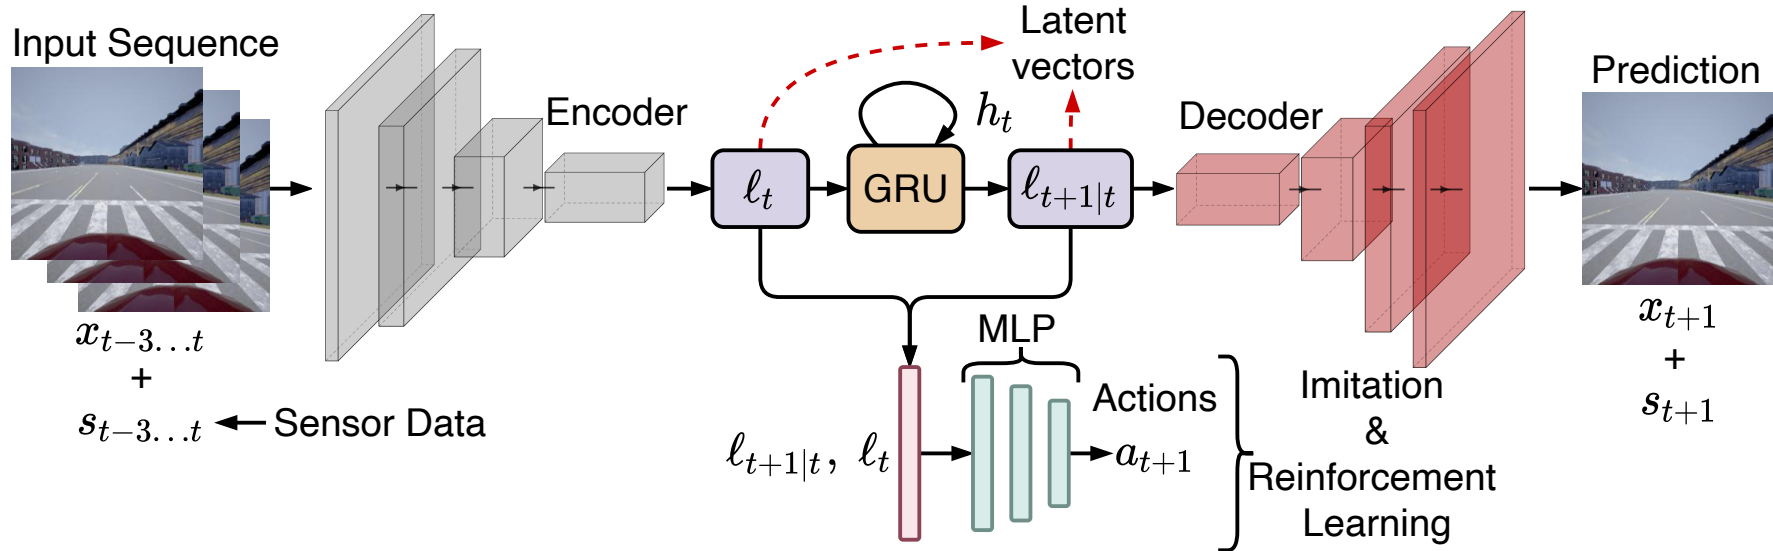 Input Sequence
x_{t-3...t}
+
s_{t-3...t}
Sensor Data
Encoder
ℓ_t
GRU
h_t
ℓ_{t+1|t}
Latent
vectors
Decoder
Prediction
x_{t+1}
+
s_{t+1}
MLP
ℓ_{t+1|t}, ℓ_t
Actions
a_{t+1}
Imitation
&
Reinforcement
Learning